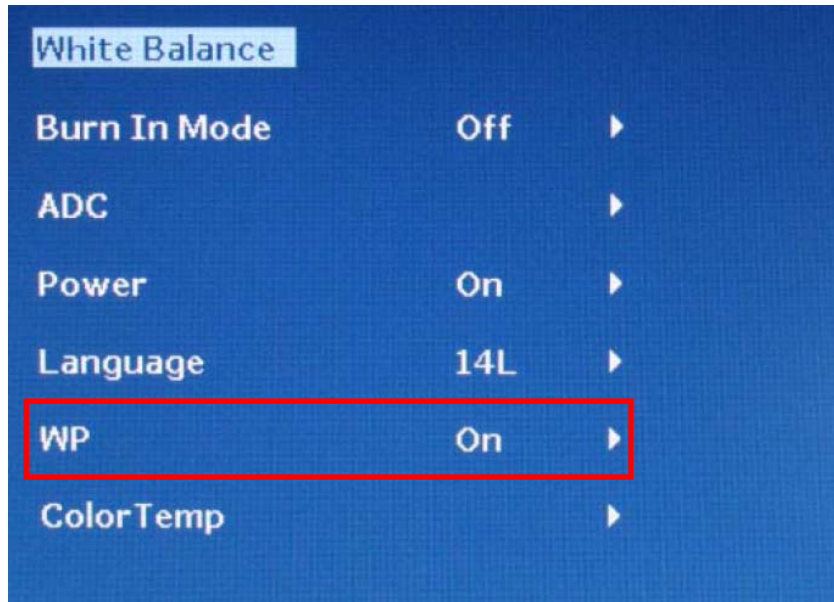 White Balance
Burn In Mode Off
ADC
Power On
Language 14L
WP On
ColorTemp